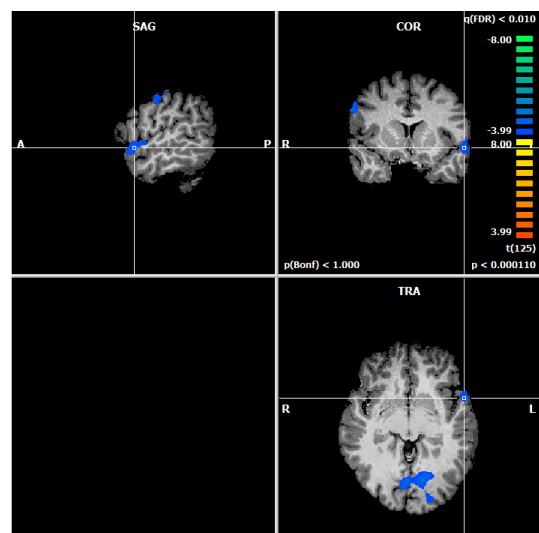 SAG
A
P
COR
q(FDR) < 0.010
-8.00
R
-3.99
8.00
3.99
t(125)
p(Bonf) < 1.000
p < 0.000110
TRA
R
L